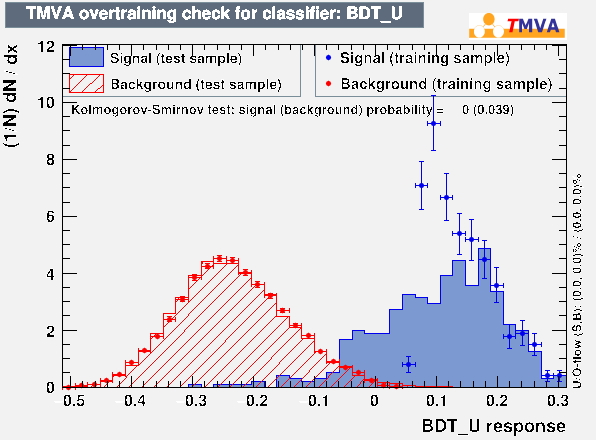 TMVA overtraining check for classifier: BDT_U
TMVA
Signal (test sample)
Background (test sample)
Signal (training sample)
Background (training sample)
Kolmogorov-Smirnov test: signal (background) probability = 0 (0.039)
(1/N) dN / dx
12
10
8
6
4
2
0
-0.5 -0.4 -0.3 -0.2 -0.1 0 0.1 0.2 0.3
BDT_U response
U/O-flow (S,B): (0.0, 0.0)% / (0.0, 0.0)%